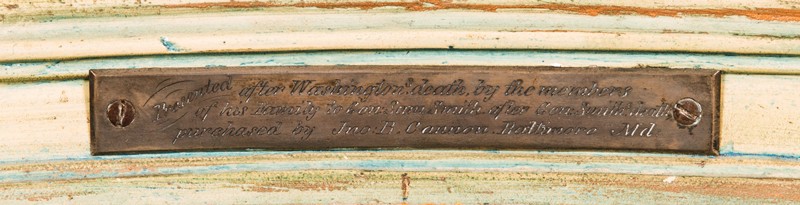 Presented after Washington's death by the members
of his family to Gen. Jno. Smith after Gen. Smith's death
purchased by Jno. H. Cannon Baltimore Md